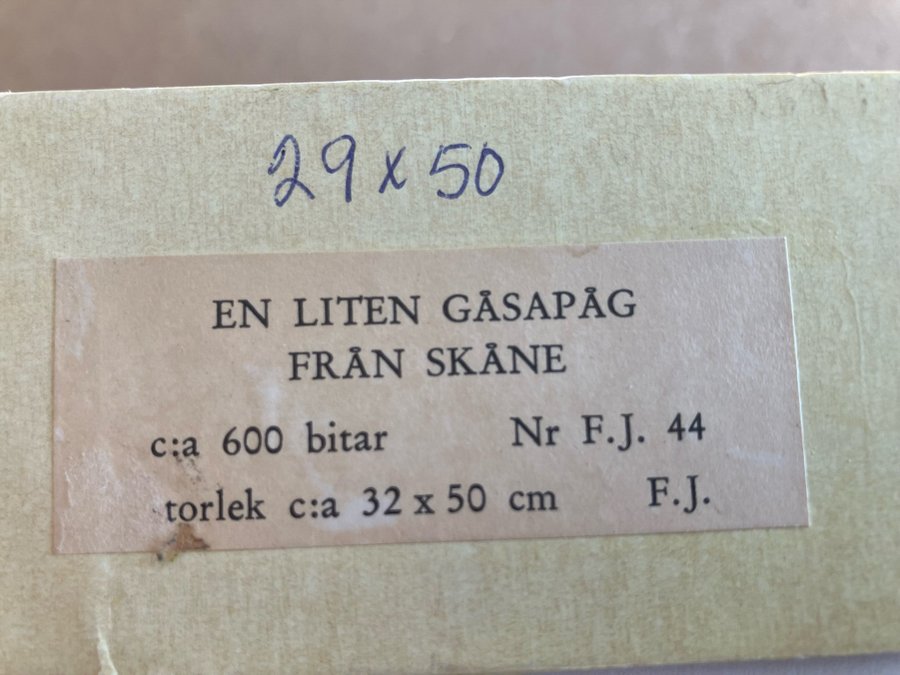 29 x 50
EN LITEN GÅSAPÅG
FRÅN SKÅNE
c:a 600 bitar Nr F.J. 44
torlek c:a 32 x 50 cm F.J.